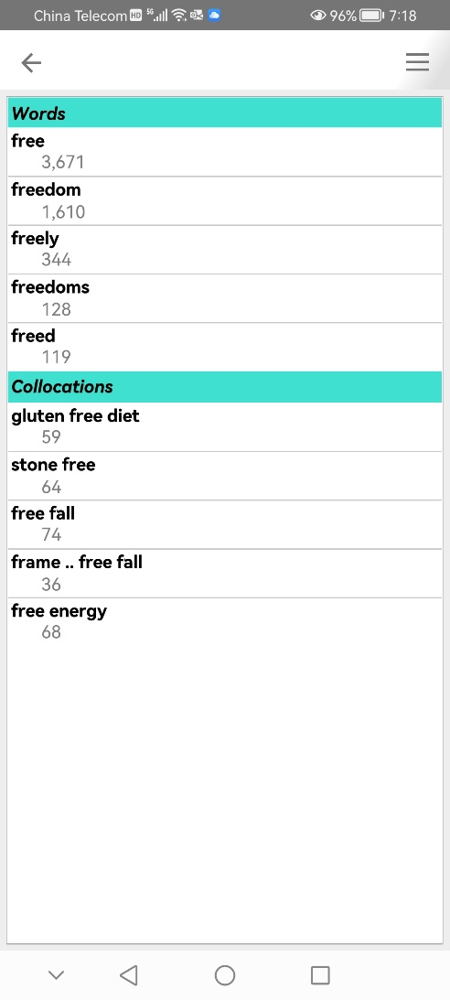 China Telecom HD 5G 96% 7:18
Words
free
3,671
freedom
1,610
freely
344
freedoms
128
freed
119
Collocations
gluten free diet
59
stone free
64
free fall
74
frame .. free fall
36
free energy
68